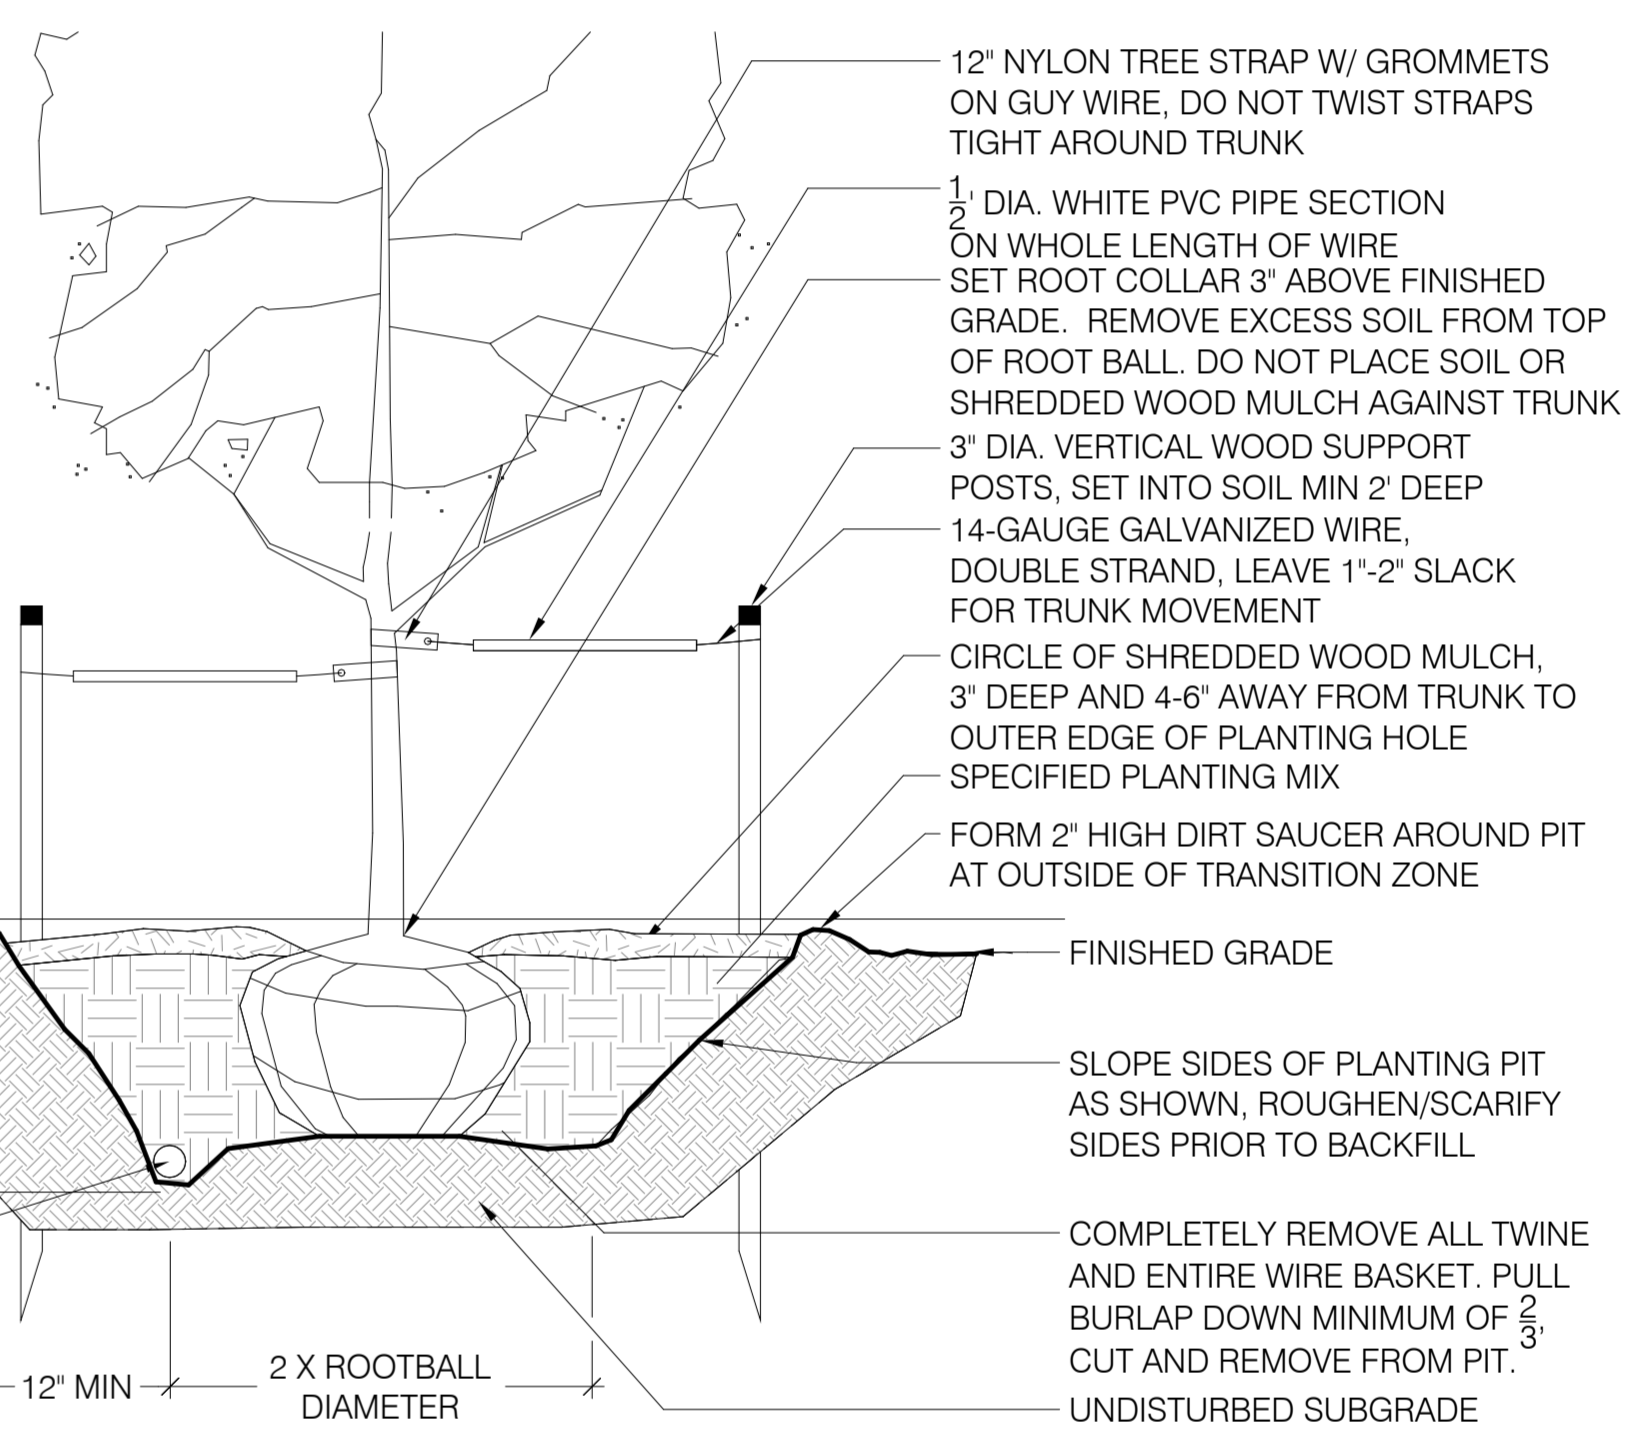 12" NYLON TREE STRAP W/ GROMMETS
ON GUY WIRE, DO NOT TWIST STRAPS
TIGHT AROUND TRUNK
1/2' DIA. WHITE PVC PIPE SECTION
ON WHOLE LENGTH OF WIRE
SET ROOT COLLAR 3" ABOVE FINISHED
GRADE. REMOVE EXCESS SOIL FROM TOP
OF ROOT BALL. DO NOT PLACE SOIL OR
SHREDDED WOOD MULCH AGAINST TRUNK
3" DIA. VERTICAL WOOD SUPPORT
POSTS, SET INTO SOIL MIN 2' DEEP
14-GAUGE GALVANIZED WIRE,
DOUBLE STRAND, LEAVE 1"-2" SLACK
FOR TRUNK MOVEMENT
CIRCLE OF SHREDDED WOOD MULCH,
3" DEEP AND 4-6" AWAY FROM TRUNK TO
OUTER EDGE OF PLANTING HOLE
SPECIFIED PLANTING MIX
FORM 2" HIGH DIRT SAUCER AROUND PIT
AT OUTSIDE OF TRANSITION ZONE
FINISHED GRADE
SLOPE SIDES OF PLANTING PIT
AS SHOWN, ROUGHEN/SCARIFY
SIDES PRIOR TO BACKFILL
COMPLETELY REMOVE ALL TWINE
AND ENTIRE WIRE BASKET. PULL
BURLAP DOWN MINIMUM OF 2/3,
CUT AND REMOVE FROM PIT.
UNDISTURBED SUBGRADE
12" MIN
2 X ROOTBALL
DIAMETER